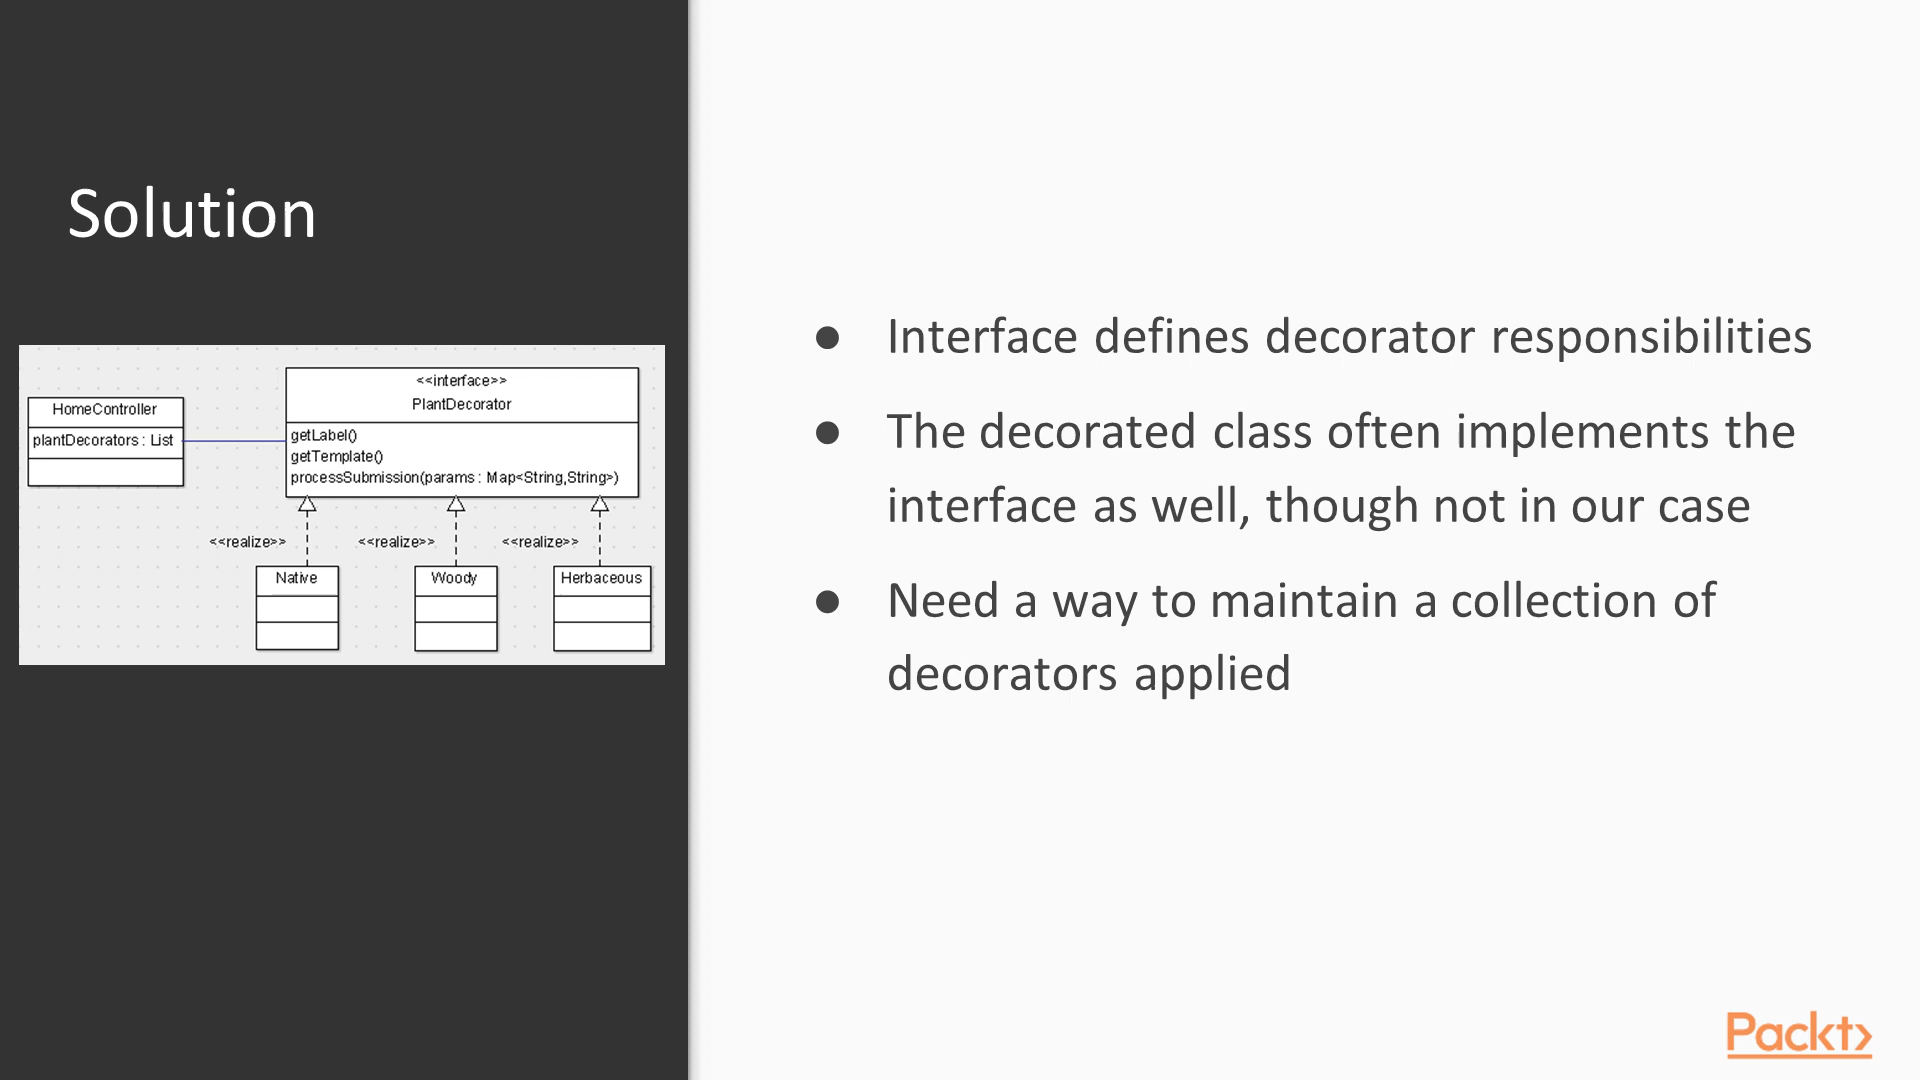 Solution
<<interface>>
PlantDecorator
HomeController
plantDecorators : List
getLabel()
getTemplate()
processSubmission(params : Map<String,String>)
<<realize>> <<realize>> <<realize>>
Native Woody Herbaceous
● Interface defines decorator responsibilities
● The decorated class often implements the
interface as well, though not in our case
● Need a way to maintain a collection of
decorators applied
Packt>